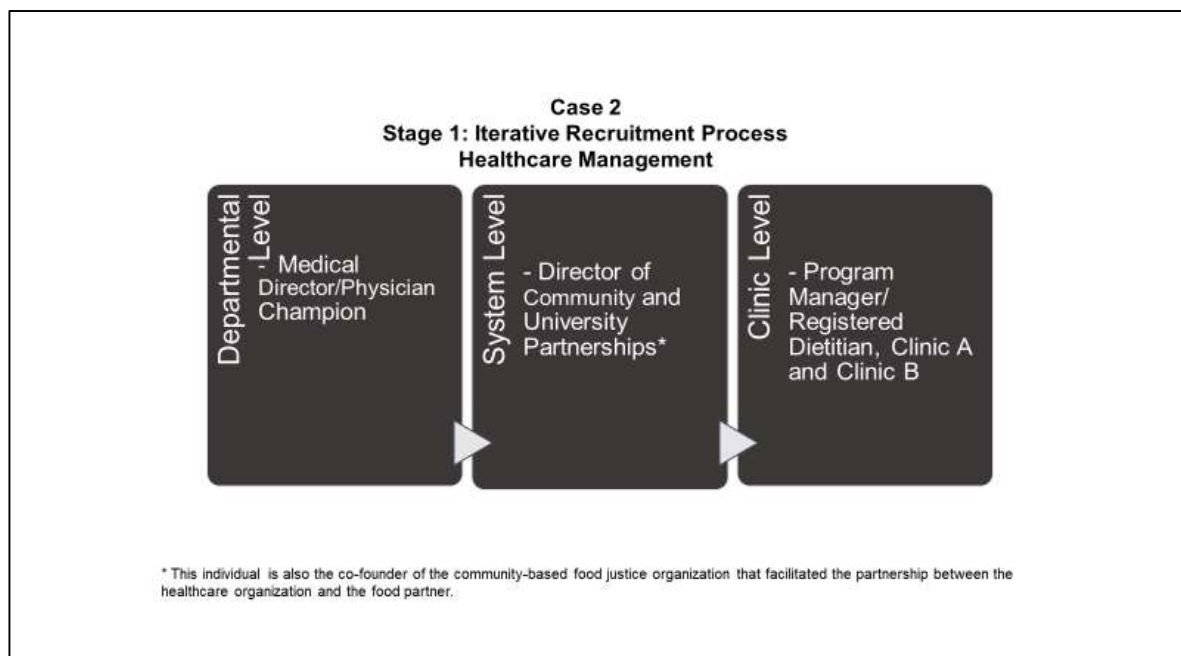 Case 2
Stage 1: Iterative Recruitment Process
Healthcare Management
Departmental
Level
- Medical
Director/Physician
Champion
System Level
- Director of
Community and
University
Partnerships*
Clinic Level
- Program
Manager/
Registered
Dietitian, Clinic A
and Clinic B
* This individual is also the co-founder of the community-based food justice organization that facilitated the partnership between the
healthcare organization and the food partner.